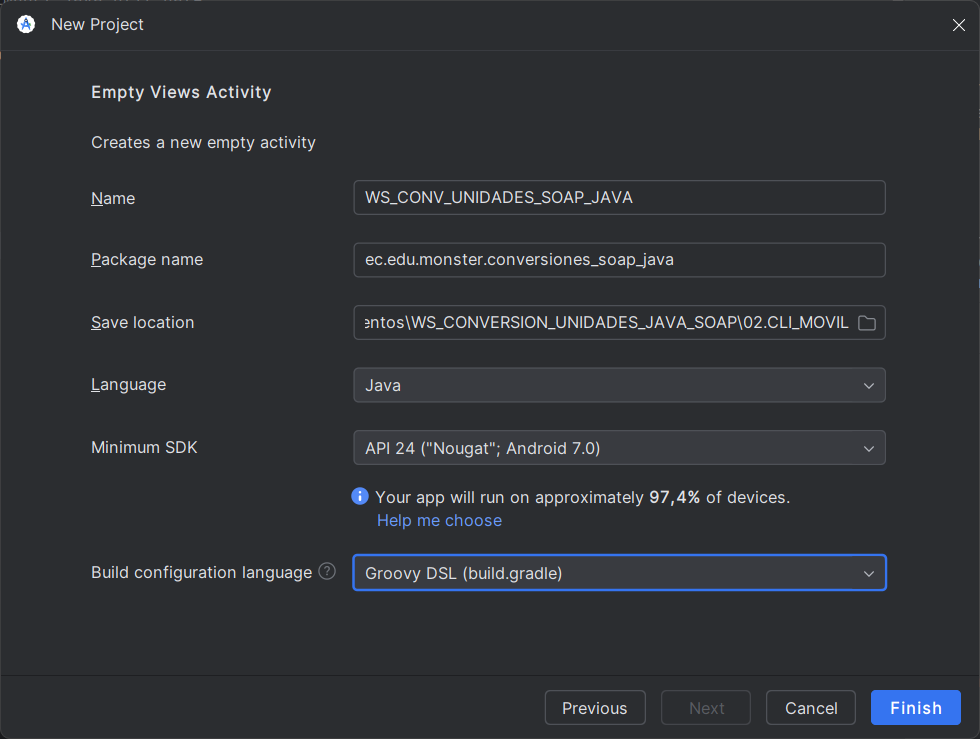 New Project
Empty Views Activity
Creates a new empty activity
Name
WS_CONV_UNIDADES_SOAP_JAVA
Package name
ec.edu.monster.conversiones_soap_java
Save location
entos\WS_CONVERSION_UNIDADES_JAVA_SOAP\02.CLI_MOVIL
Language
Java
Minimum SDK
API 24 ("Nougat"; Android 7.0)
Your app will run on approximately 97,4% of devices.
Help me choose
Build configuration language
Groovy DSL (build.gradle)
Previous
Next
Cancel
Finish